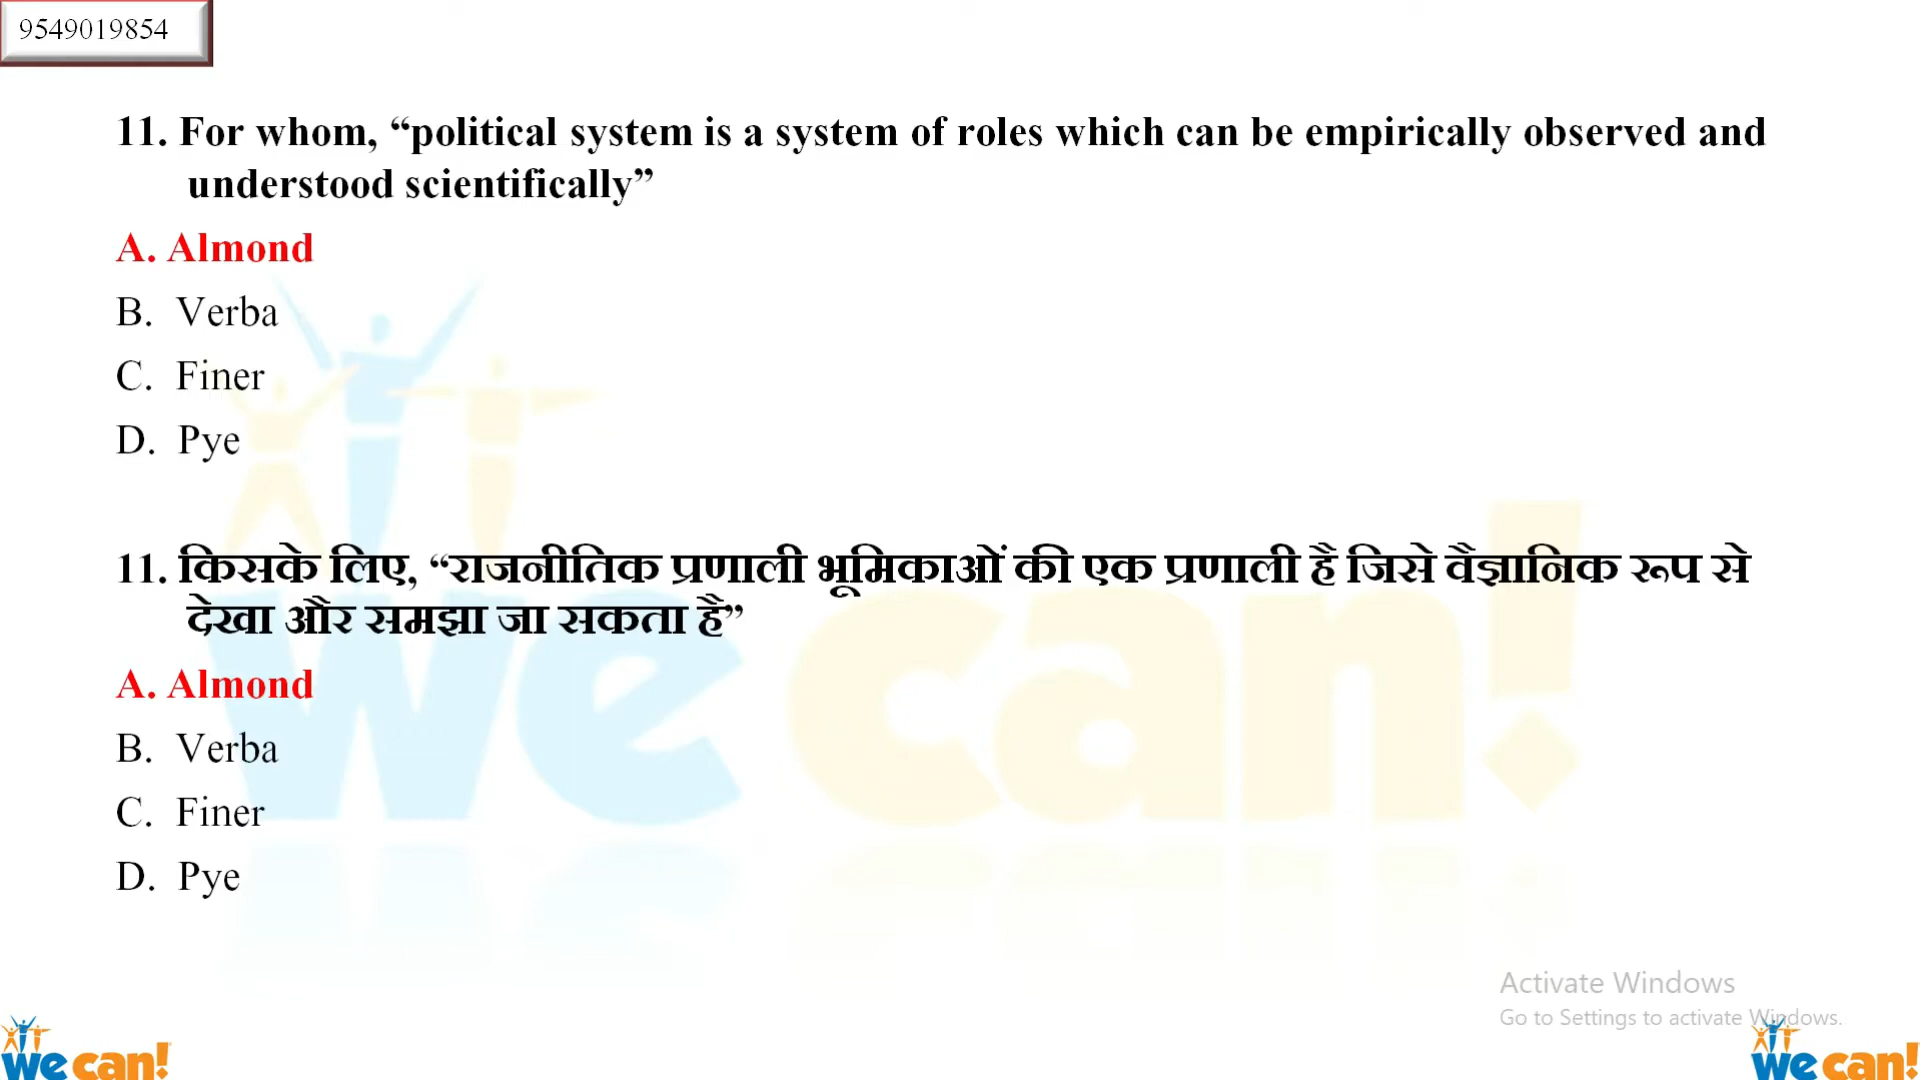 9549019854
11. For whom, “political system is a system of roles which can be empirically observed and
understood scientifically”
A. Almond
B. Verba
C. Finer
D. Pye
11. किसके लिए, “राजनीतिक प्रणाली भूमिकाओं की एक प्रणाली है जिसे वैज्ञानिक रूप से
देखा और समझा जा सकता है”
A. Almond
B. Verba
C. Finer
D. Pye
we can!
Activate Windows
Go to Settings to activate Windows.
we can!
we can!